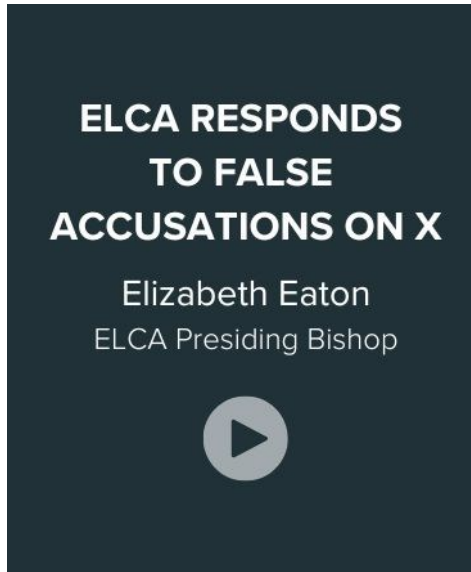 ELCA RESPONDS
TO FALSE
ACCUSATIONS ON X
Elizabeth Eaton
ELCA Presiding Bishop